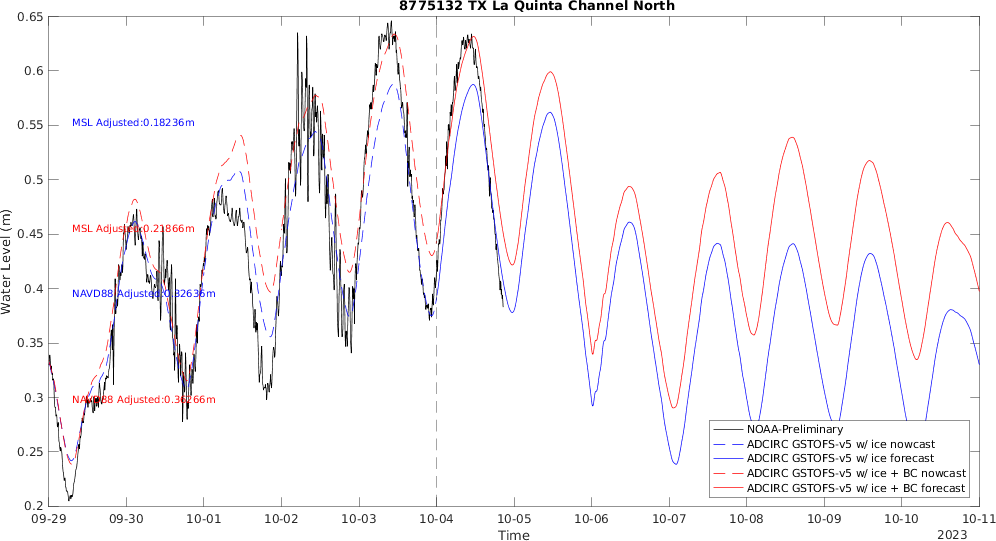 8775132 TX La Quinta Channel North
0.65
0.6
0.55
0.5
0.45
0.4
0.35
0.3
0.25
0.2
Water Level (m)
MSL Adjusted:0.18236m
MSL Adjusted:0.21866m
NAVD88 Adjusted:0.32636m
NAVD88 Adjusted:0.36266m
NOAA-Preliminary
ADCIRC GSTOFS-v5 w/ ice nowcast
ADCIRC GSTOFS-v5 w/ ice forecast
ADCIRC GSTOFS-v5 w/ ice + BC nowcast
ADCIRC GSTOFS-v5 w/ ice + BC forecast
09-29 09-30 10-01 10-02 10-03 10-04 10-05 10-06 10-07 10-08 10-09 10-10 10-11
Time
2023